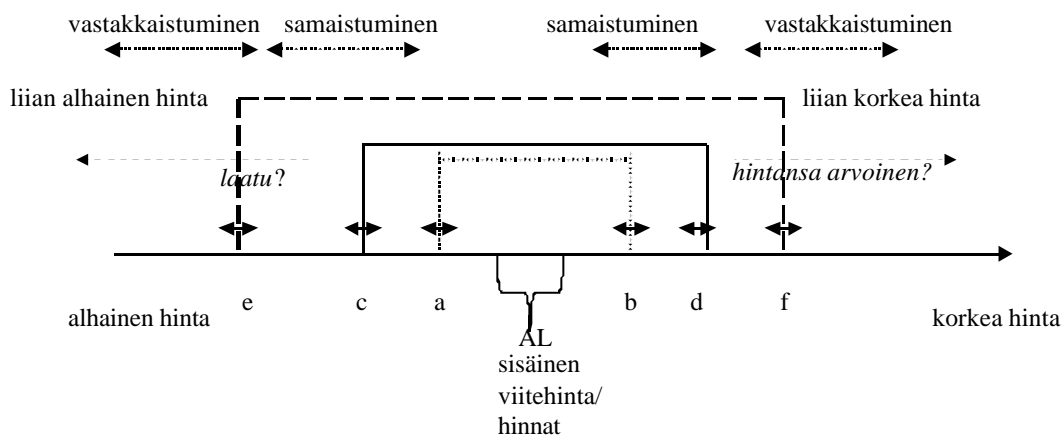 vastakkaistuminen samaistuminen samaistuminen vastakkaistuminen
liian alhainen hinta liian korkea hinta
laatu? hintansa arvoinen?
e c a b d f
alhainen hinta korkea hinta
AL
sisäinen
viitehinta/
hinnat